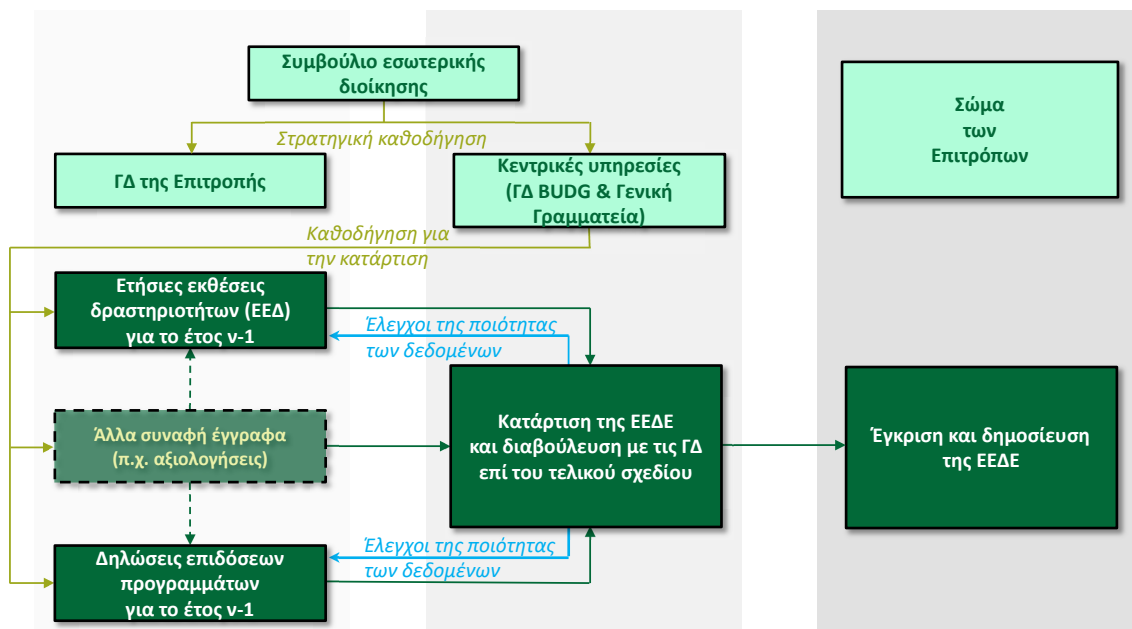 Συμβούλιο εσωτερικής
διοίκησης
Στρατηγική καθοδήγηση
ΓΔ της Επιτροπής
Κεντρικές υπηρεσίες
(ΓΔ BUDG & Γενική
Γραμματεία)
Σώμα
των
Επιτρόπων
Καθοδήγηση για
την κατάρτιση
Ετήσιες εκθέσεις
δραστηριοτήτων (ΕΕΔ)
για το έτος ν-1
Έλεγχοι της ποιότητας
των δεδομένων
Άλλα συναφή έγγραφα
(π.χ. αξιολογήσεις)
Κατάρτιση της ΕΕΔΕ
και διαβούλευση με τις ΓΔ
επί του τελικού σχεδίου
Έγκριση και δημοσίευση
της ΕΕΔΕ
Έλεγχοι της ποιότητας
των δεδομένων
Δηλώσεις επιδόσεων
προγραμμάτων
για το έτος ν-1